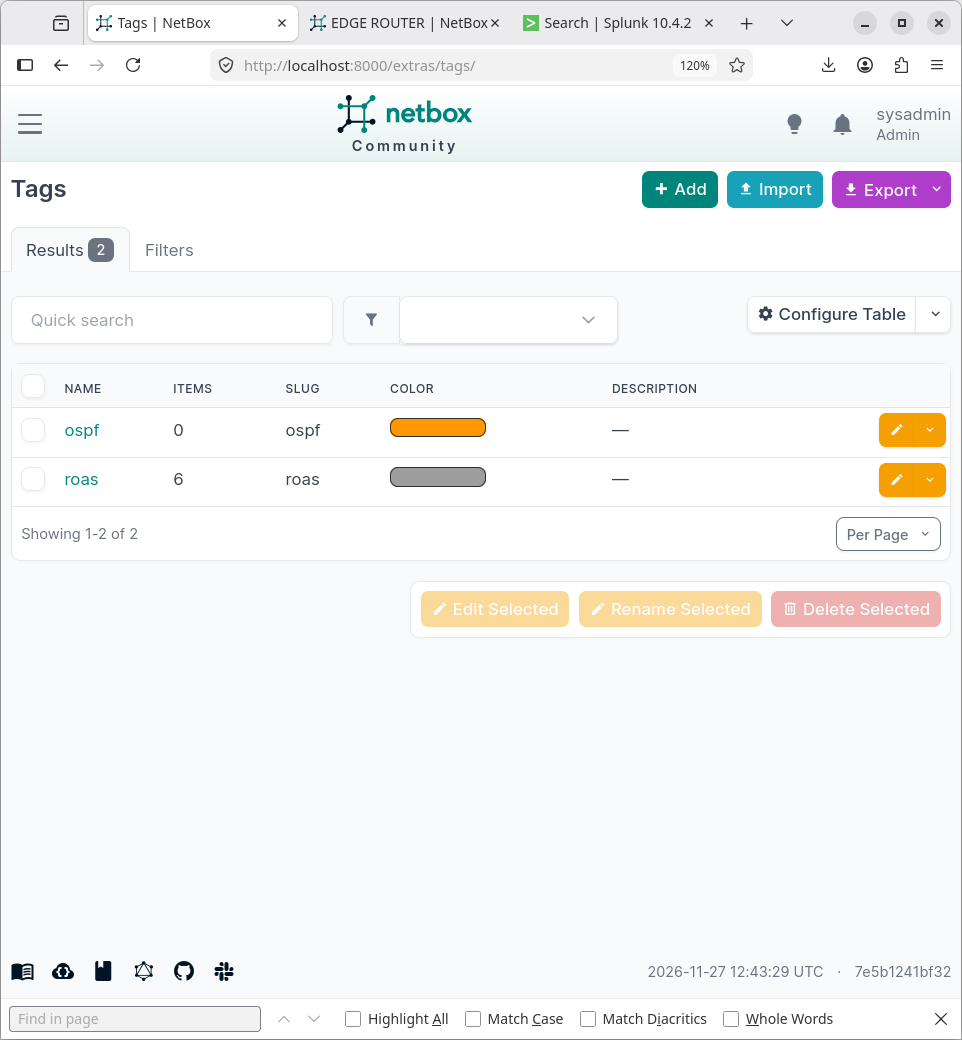 Tags | NetBox
EDGE ROUTER | NetBox
Search | Splunk 10.4.2
http://localhost:8000/extras/tags/
120%
netbox
Community
sysadmin
Admin
Tags
Add
Import
Export
Results 2
Filters
Quick search
Configure Table
NAME ITEMS SLUG COLOR DESCRIPTION
ospf 0 ospf —
roas 6 roas —
Showing 1-2 of 2
Per Page
Edit Selected
Rename Selected
Delete Selected
2026-11-27 12:43:29 UTC · 7e5b1241bf32
Find in page
Highlight All
Match Case
Match Diacritics
Whole Words